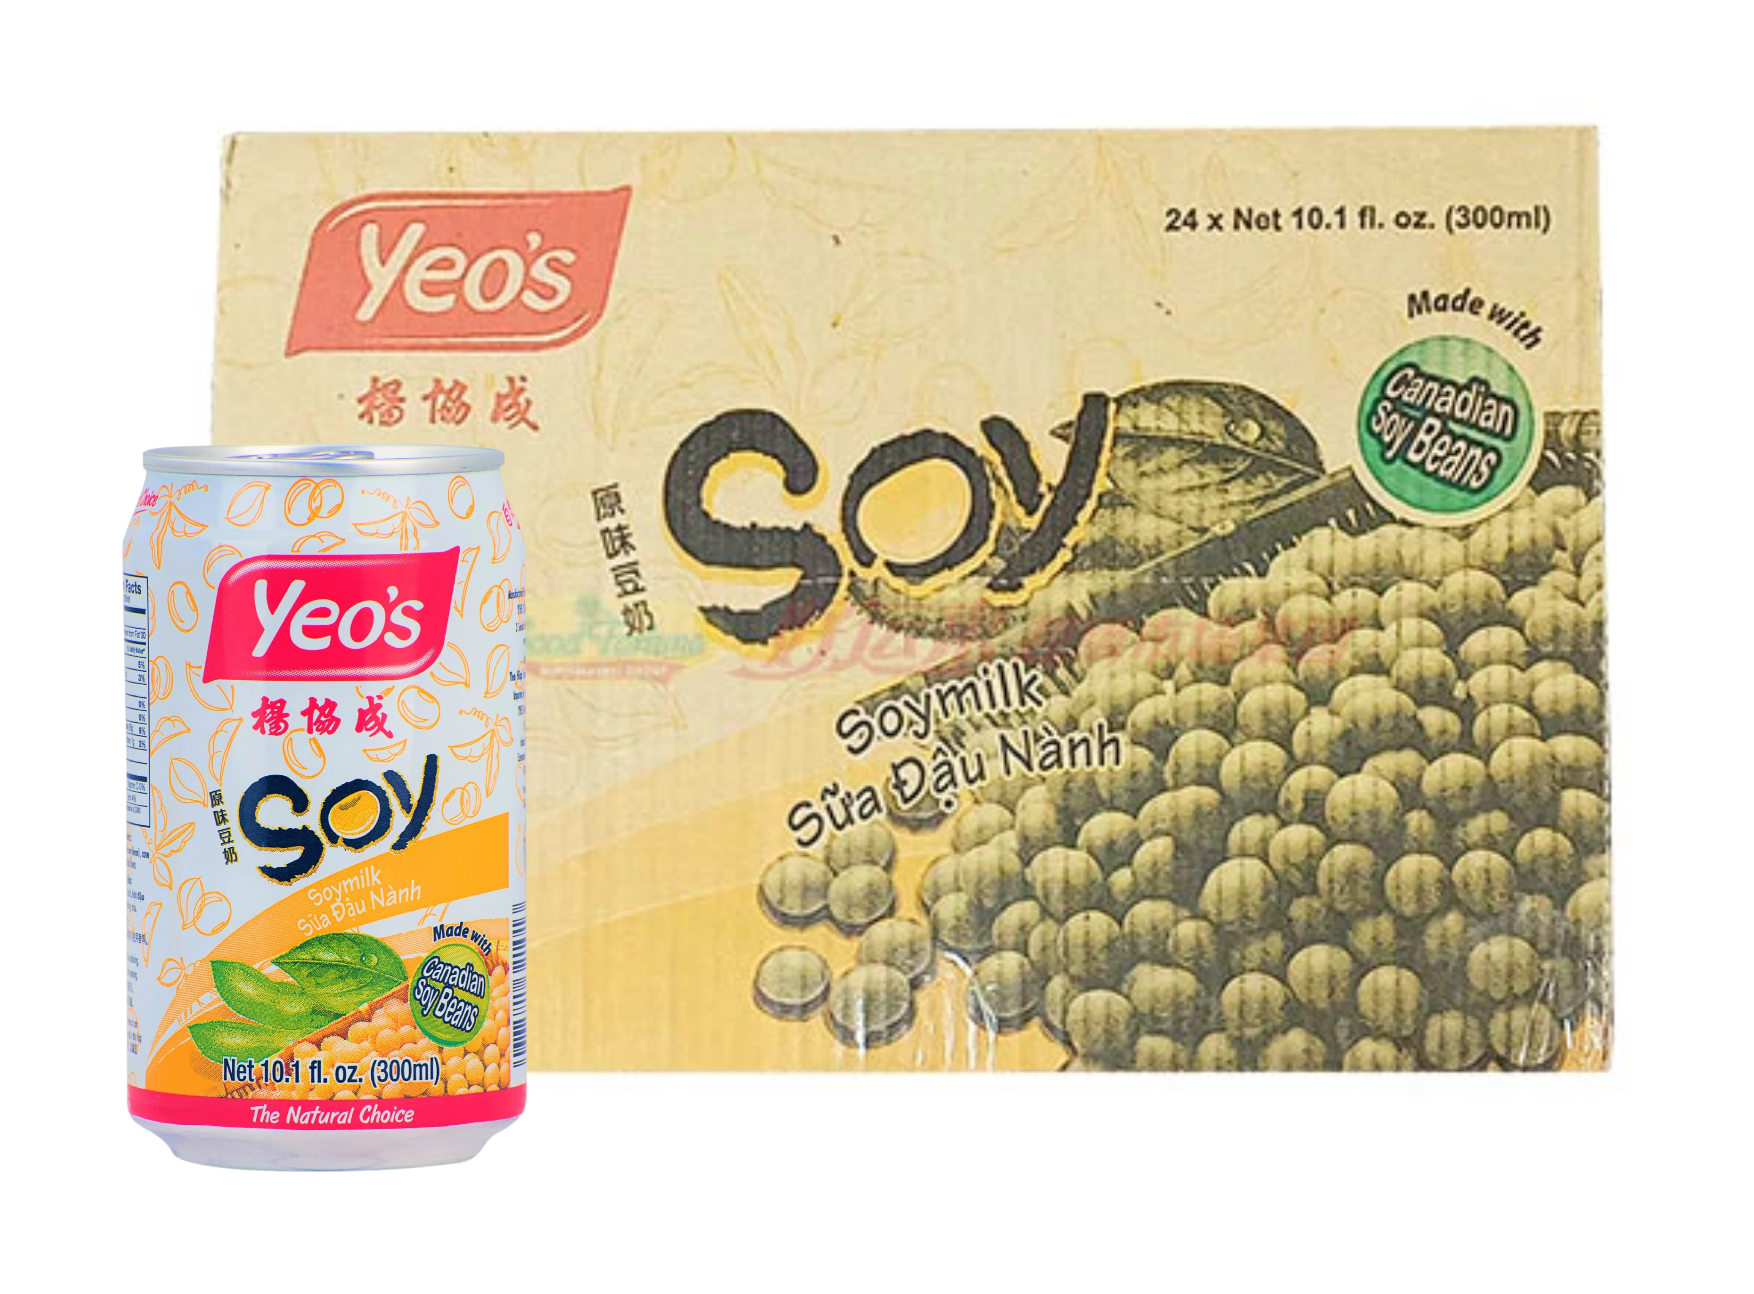 Yeo's
楊協成
24 x Net 10.1 fl. oz. (300ml)
Made with
Canadian
Soy Beans
原味豆奶
Soy
Soymilk
Sữa Đậu Nành
Choice
Facts
Yeo's
楊協成
原味豆奶
Soy
Soymilk
Sữa Đậu Nành
Made with
Canadian
Soy Beans
Net 10.1 fl. oz. (300ml)
The Natural Choice